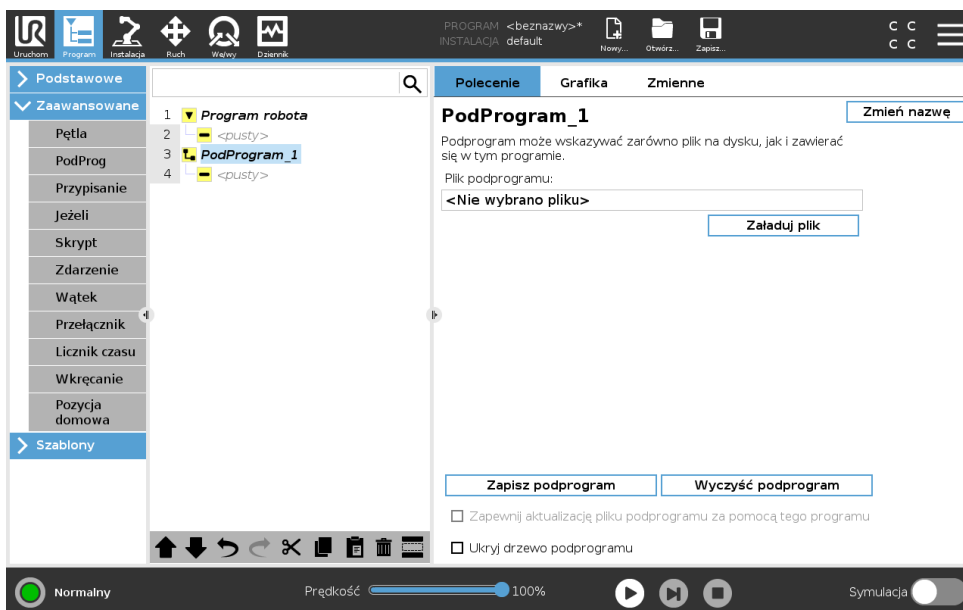 UR
PROGRAM <beznazwy>*
INSTALACJA default
C C
C C
Uruchom Program Instalacja Ruch We/wy Dziennik
Nowy... Otwórz... Zapisz...
Podstawowe
Zaawansowane
Pętla
PodProg
Przypisanie
Jeżeli
Skrypt
Zdarzenie
Wątek
Przełącznik
Licznik czasu
Wkręcanie
Pozycja
domowa
Szablony
1 Program robota
2 <pusty>
3 PodProgram_1
4 <pusty>
Polecenie Grafika Zmienne
PodProgram_1
Zmień nazwę
Podprogram może wskazywać zarówno plik na dysku, jak i zawierać
się w tym programie.
Plik podprogramu:
<Nie wybrano pliku>
Załaduj plik
Zapisz podprogram Wyczyść podprogram
Zapewnij aktualizację pliku podprogramu za pomocą tego programu
Ukryj drzewo podprogramu
Normalny
Prędkość 100%
Symulacja